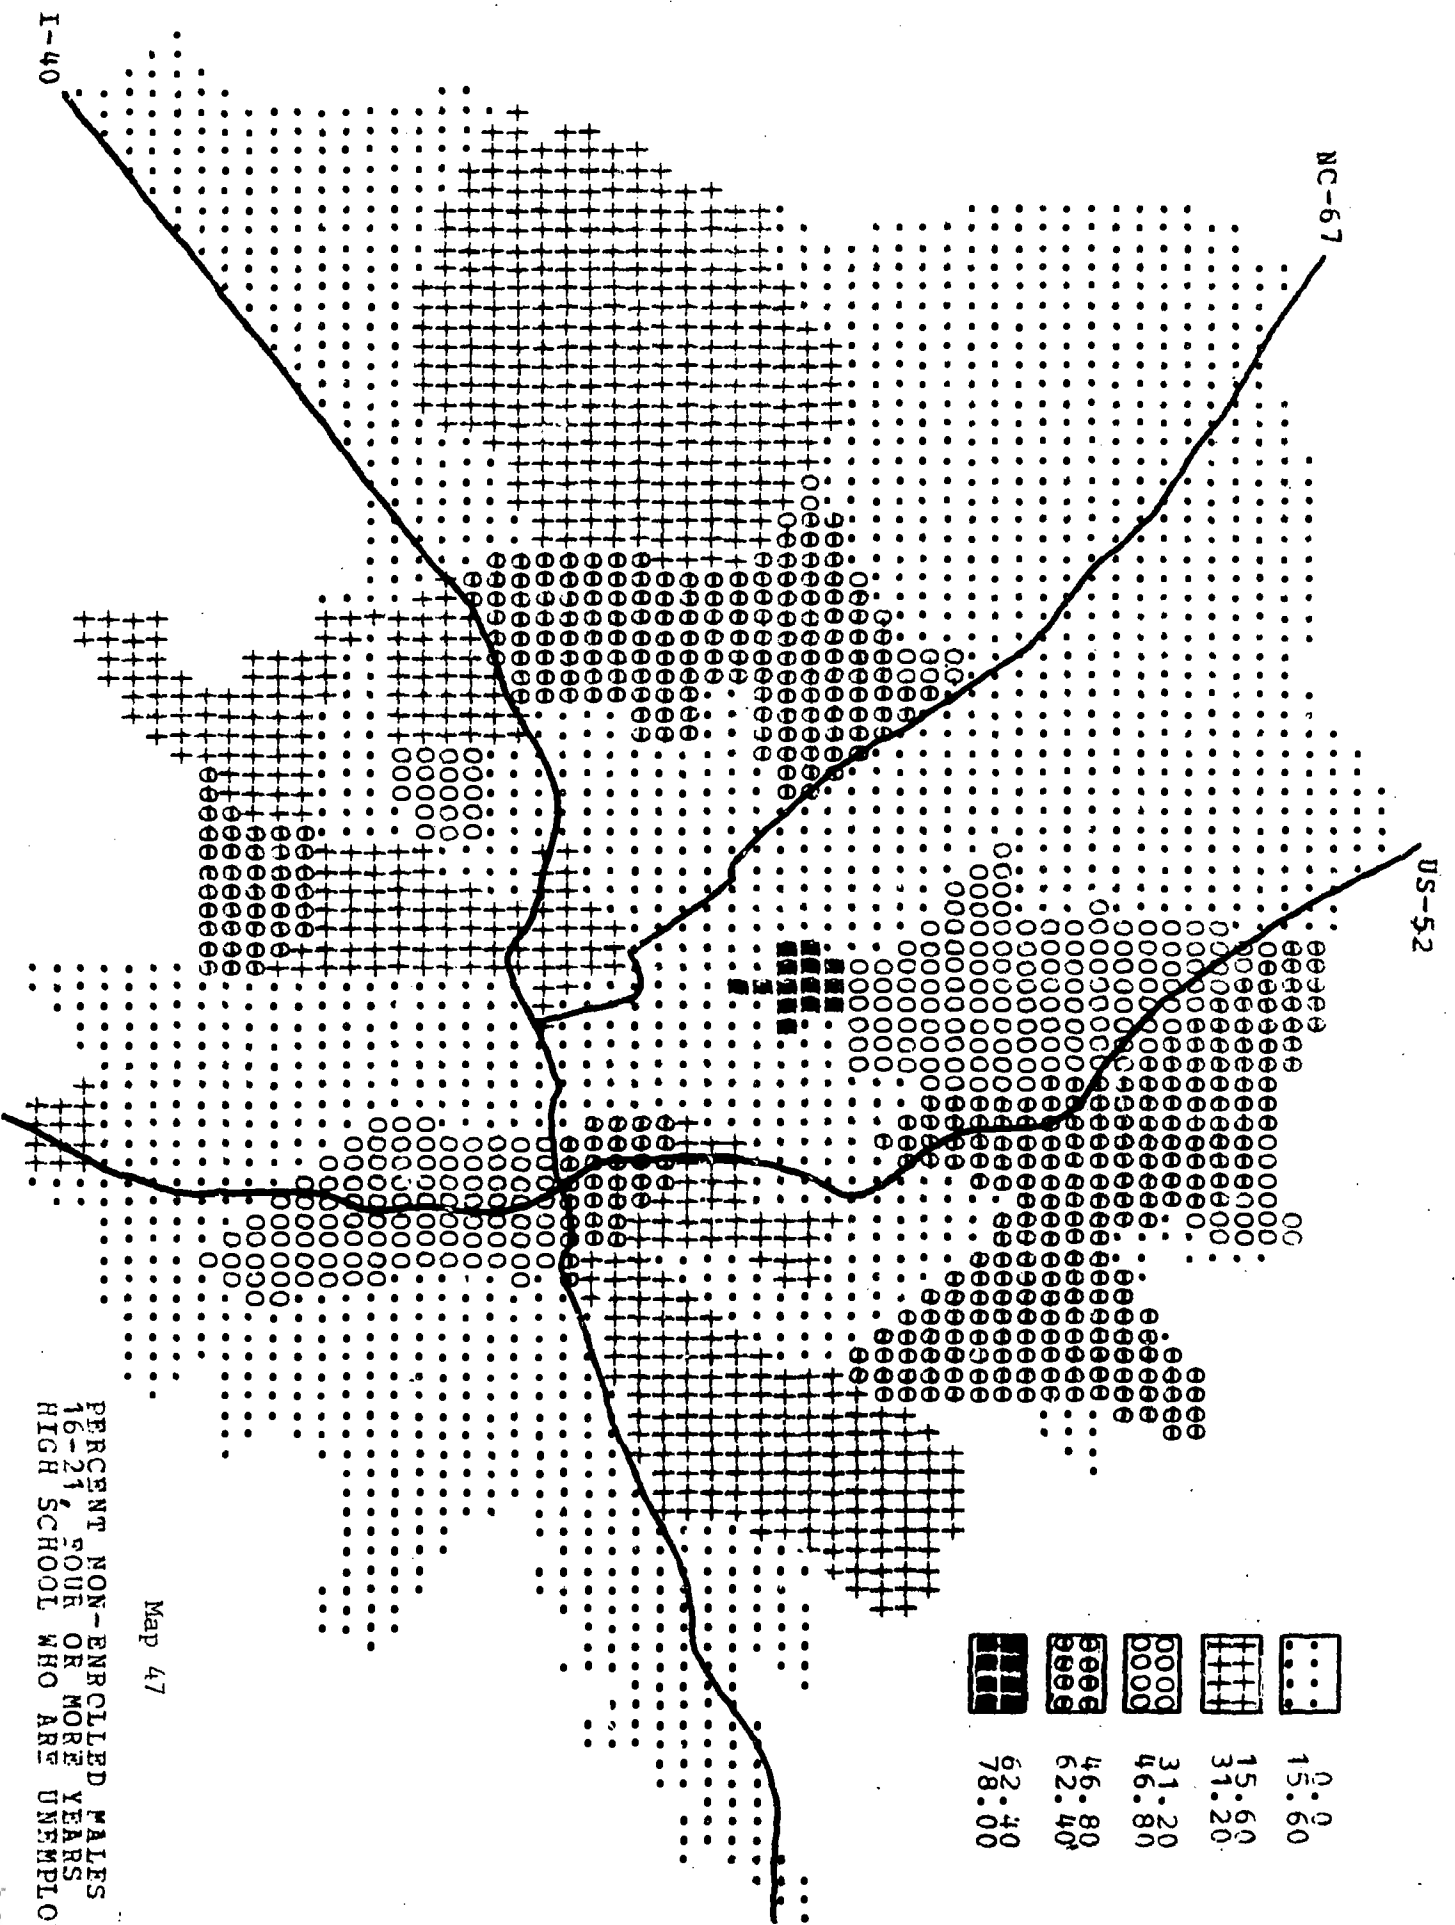 I-40
NC-67
US-52
0.0
15.60
15.60
31.20
31.20
46.80
46.80
62.40
62.40
78.00
Map 47
PERCENT NON-ENROLLED MALES
16-21, FOUR OR MORE YEARS
HIGH SCHOOL WHO ARE UNEMPLO